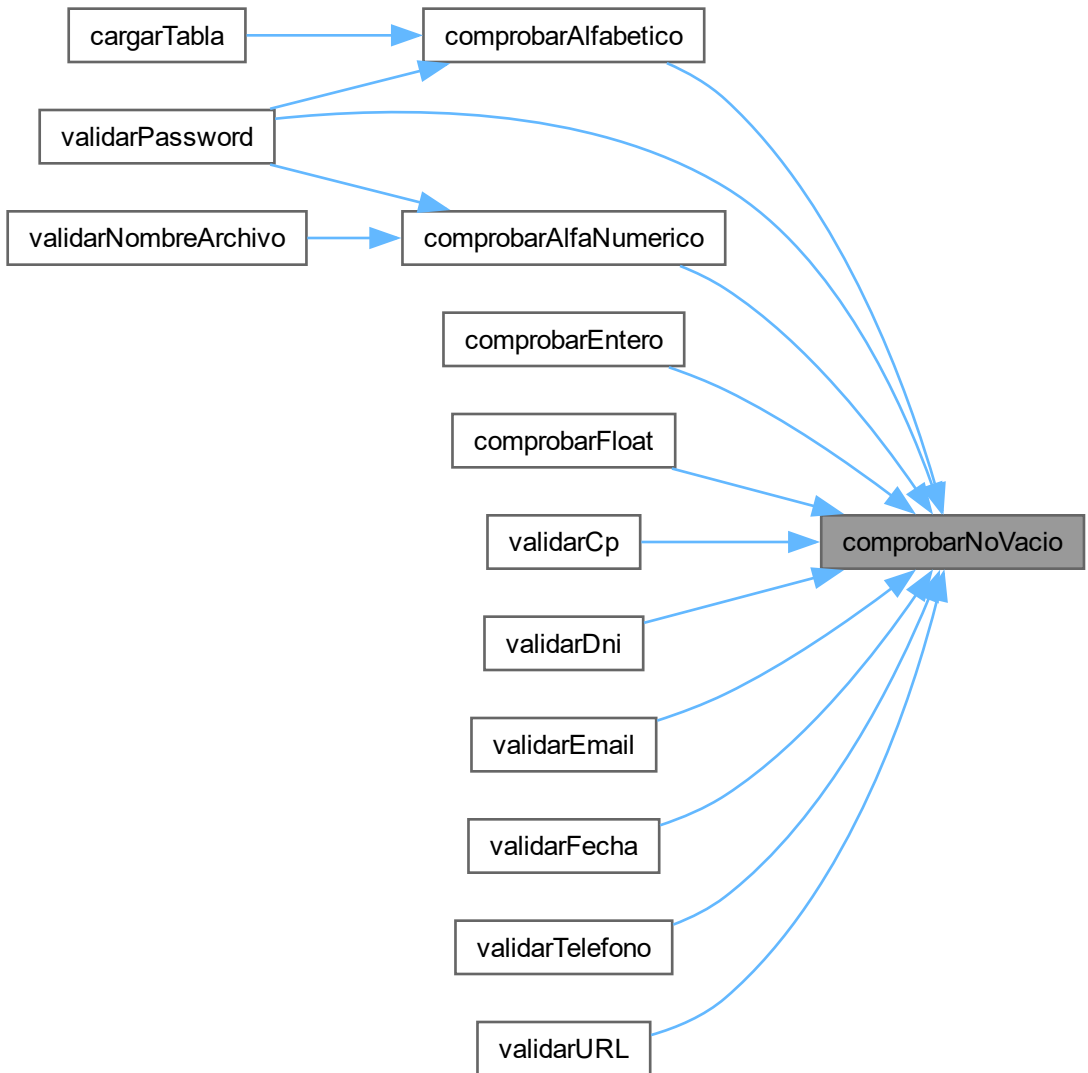 cargarTabla
comprobarAlfabetico
validarPassword
validarNombreArchivo
comprobarAlfaNumerico
comprobarEntero
comprobarFloat
validarCp
comprobarNoVacio
validarDni
validarEmail
validarFecha
validarTelefono
validarURL